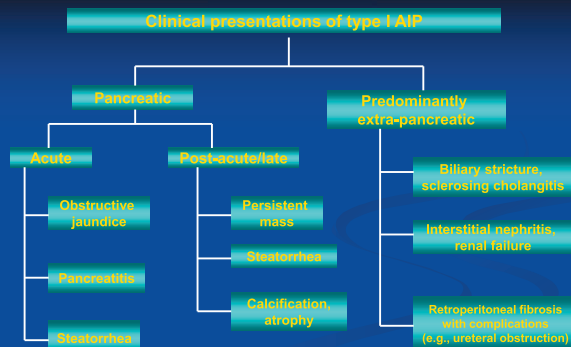 Clinical presentations of type I AIP
Pancreatic
Predominantly
extra-pancreatic
Acute
Post-acute/late
Obstructive
jaundice
Pancreatitis
Steatorrhea
Persistent
mass
Steatorrhea
Calcification,
atrophy
Biliary stricture,
sclerosing cholangitis
Interstitial nephritis,
renal failure
Retroperitoneal fibrosis
with complications
(e.g., ureteral obstruction)